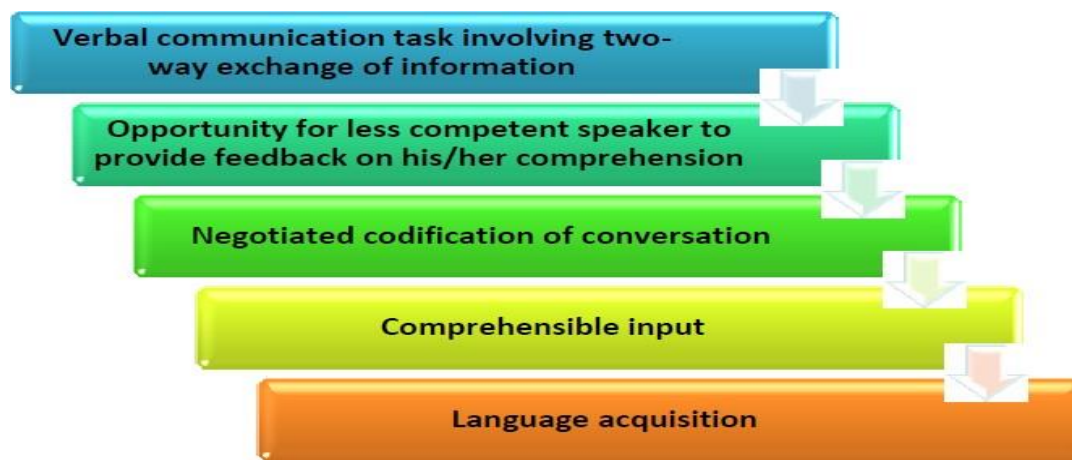 Verbal communication task involving two-
way exchange of information
Opportunity for less competent speaker to
provide feedback on his/her comprehension
Negotiated codification of conversation
Comprehensible input
Language acquisition